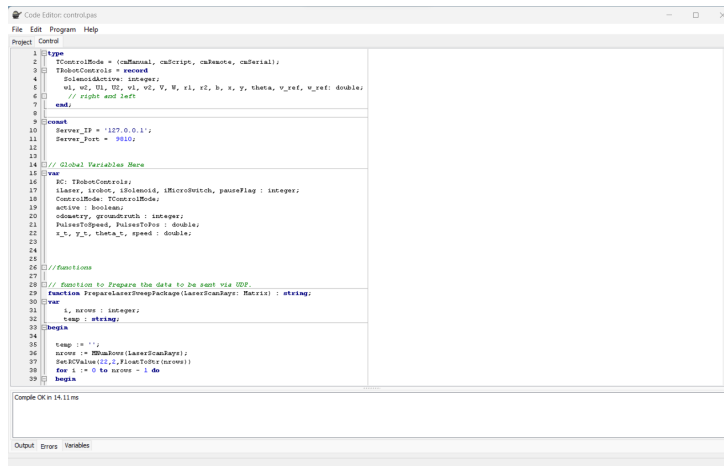 Code Editor: control.pas
File Edit Program Help
Project Control
1 type
2 TControlMode = (cmManual, cmScript, cmRemote, cmSerial);
3 TRobotControls = record
4 SolenoidActive: integer;
5 w1, w2, U1, U2, v1, v2, V, W, r1, r2, b, x, y, theta, v_ref, w_ref: double;
6 // right and left
7 end;
8
9 const
10 Server_IP = '127.0.0.1';
11 Server_Port = 9810;
12
13
14 // Global Variables Here
15 var
16 RC: TRobotControls;
17 iLaser, irobot, iSolenoid, iMicroSwitch, pauseFlag : integer;
18 ControlMode: TControlMode;
19 active : boolean;
20 odometry, groundtruth : integer;
21 PulsesToSpeed, PulsesToPos : double;
22 x_t, y_t, theta_t, speed : double;
23
24
25
26 //functions
27
28 // function to Prepare the data to be sent via UDP.
29 function PrepareLaserSweepPackage(LaserScanRays: Matrix) : string;
30 var
31 i, nrows : integer;
32 temp : string;
33 begin
34
35 temp := '';
36 nrows := MNumRows(LaserScanRays);
37 SetRCValue(22,2,FloatToStr(nrows))
38 for i := 0 to nrows - 1 do
39 begin
Compile OK in 14.11 ms
Output Errors Variables